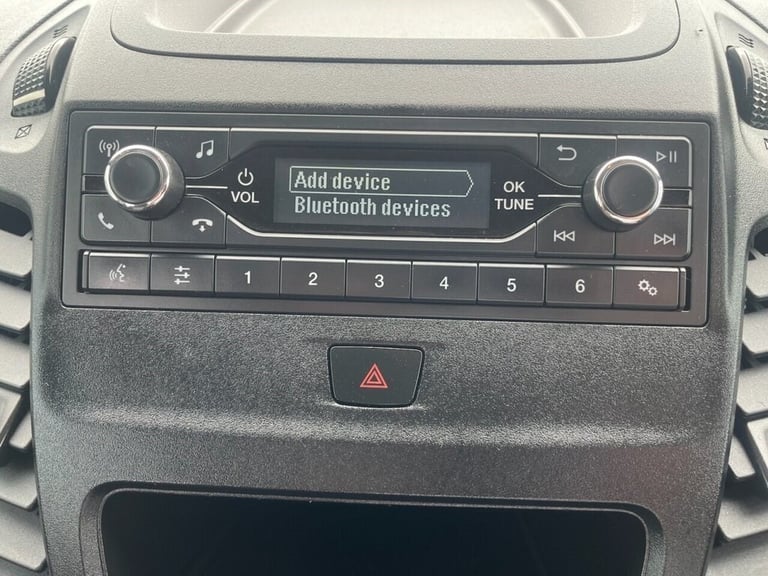 Add device
Bluetooth devices
VOL
OK
TUNE
1 2 3 4 5 6